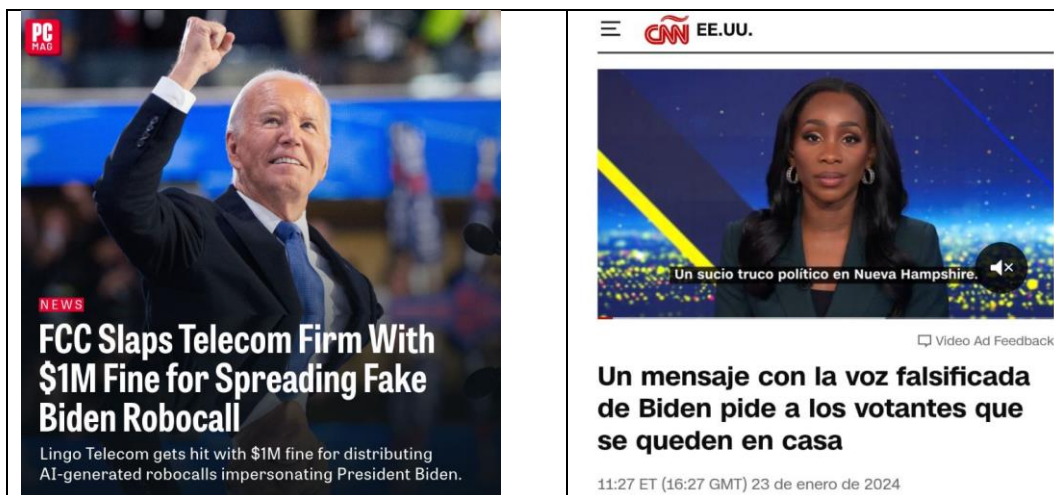 PC
MAG
NEWS
FCC Slaps Telecom Firm With
$1M Fine for Spreading Fake
Biden Robocall
Lingo Telecom gets hit with $1M fine for distributing
AI-generated robocalls impersonating President Biden.
CNN EE.UU.
Un sucio truco político en Nueva Hampshire.
Video Ad Feedback
Un mensaje con la voz falsificada
de Biden pide a los votantes que
se queden en casa
11:27 ET (16:27 GMT) 23 de enero de 2024